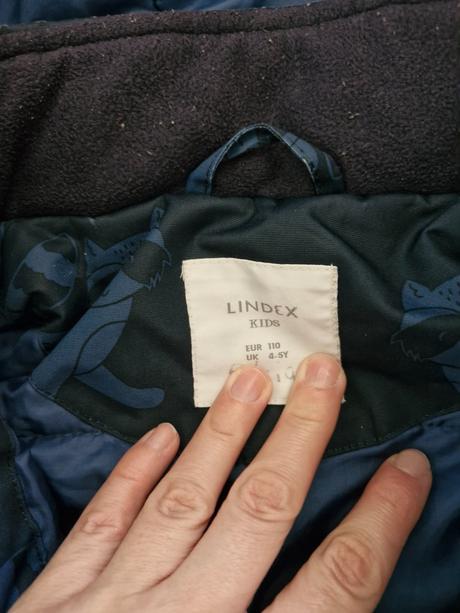 LINDEX
KIDS
EUR 110
UK 4-5Y